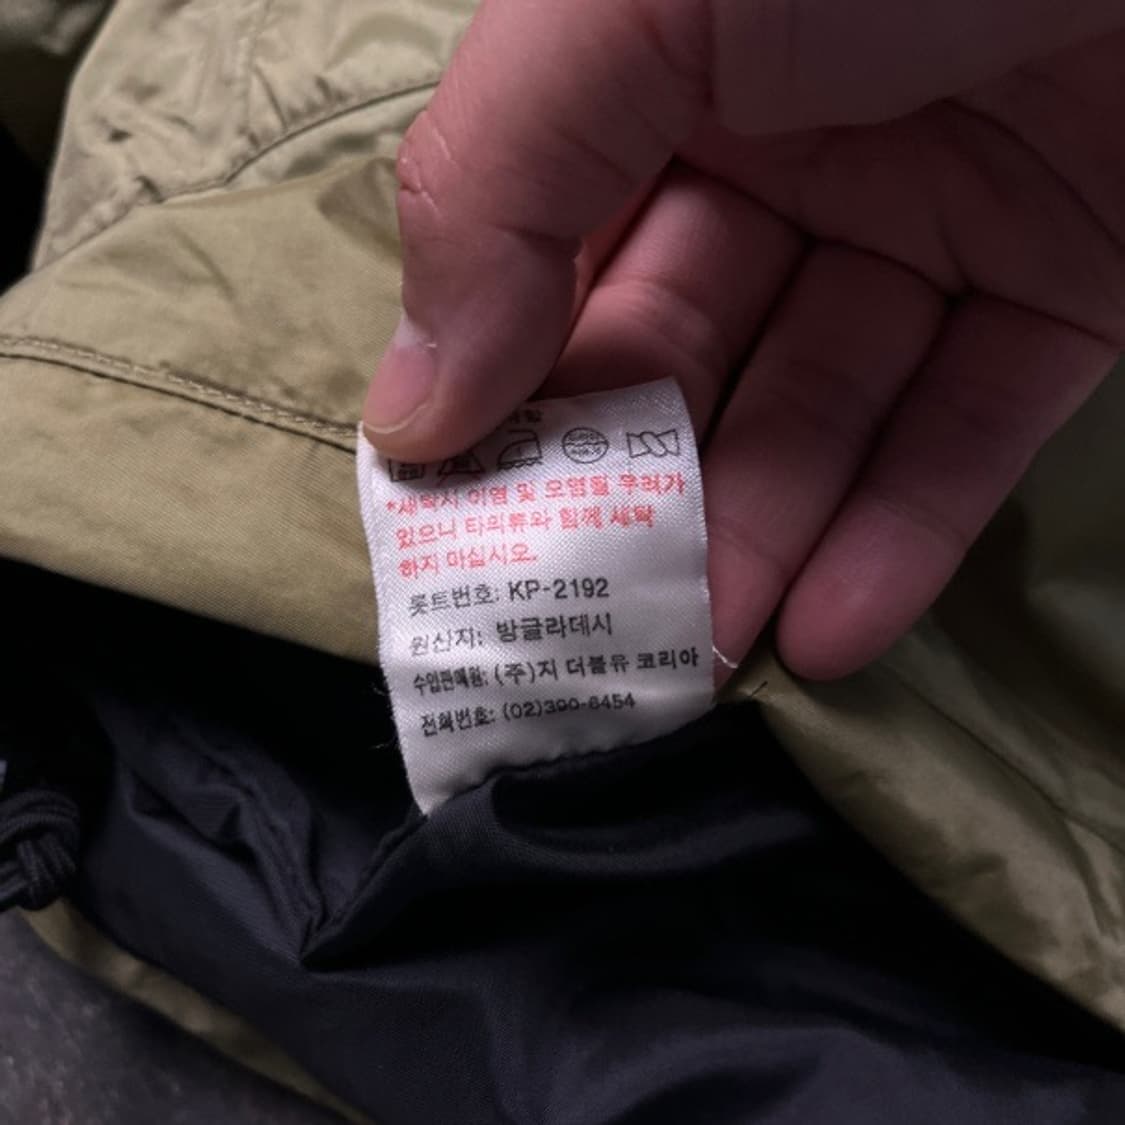 *세탁시 이염 및 오염될 우려가
있으니 타의류와 함께 세탁
하지 마십시오.
롯트번호: KP-2192
원산지: 방글라데시
수입판매원: (주)지 더블유 코리아
전화번호: (02)390-6454